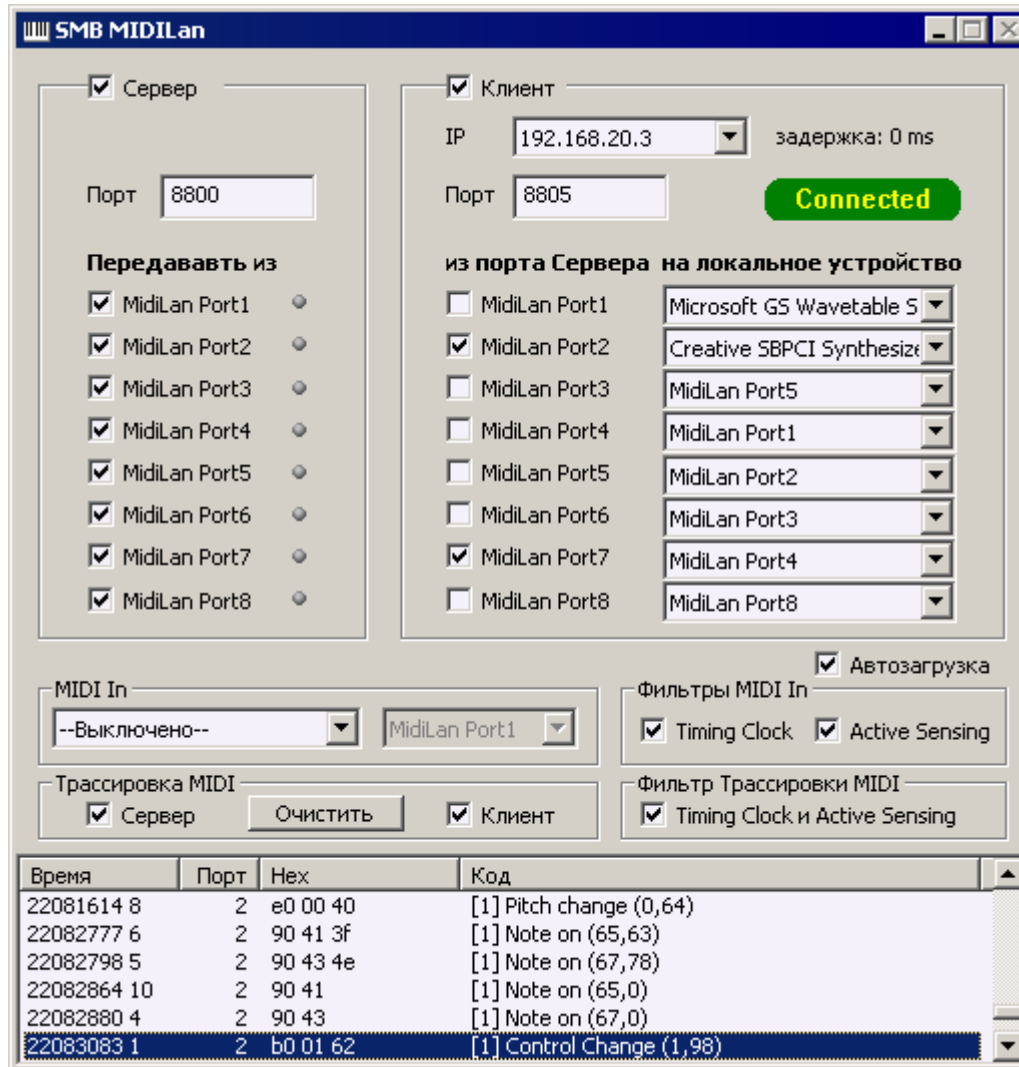 SMB MIDILan
Сервер
Порт 8800
Передававть из
MidiLan Port1
MidiLan Port2
MidiLan Port3
MidiLan Port4
MidiLan Port5
MidiLan Port6
MidiLan Port7
MidiLan Port8
Клиент
IP 192.168.20.3 задержка: 0 ms
Порт 8805 Connected
из порта Сервера на локальное устройство
MidiLan Port1 Microsoft GS Wavetable S
MidiLan Port2 Creative SBPCI Synthesize
MidiLan Port3 MidiLan Port5
MidiLan Port4 MidiLan Port1
MidiLan Port5 MidiLan Port2
MidiLan Port6 MidiLan Port3
MidiLan Port7 MidiLan Port4
MidiLan Port8 MidiLan Port8
Автозагрузка
MIDI In
--Выключено-- MidiLan Port1
Фильтры MIDI In
Timing Clock Active Sensing
Трассировка MIDI
Сервер Очистить Клиент
Фильтр Трассировки MIDI
Timing Clock и Active Sensing
Время Порт Hex Код
22081614 8 2 e0 00 40 [1] Pitch change (0,64)
22082777 6 2 90 41 3f [1] Note on (65,63)
22082798 5 2 90 43 4e [1] Note on (67,78)
22082864 10 2 90 41 [1] Note on (65,0)
22082880 4 2 90 43 [1] Note on (67,0)
22083083 1 2 b0 01 62 [1] Control Change (1,98)